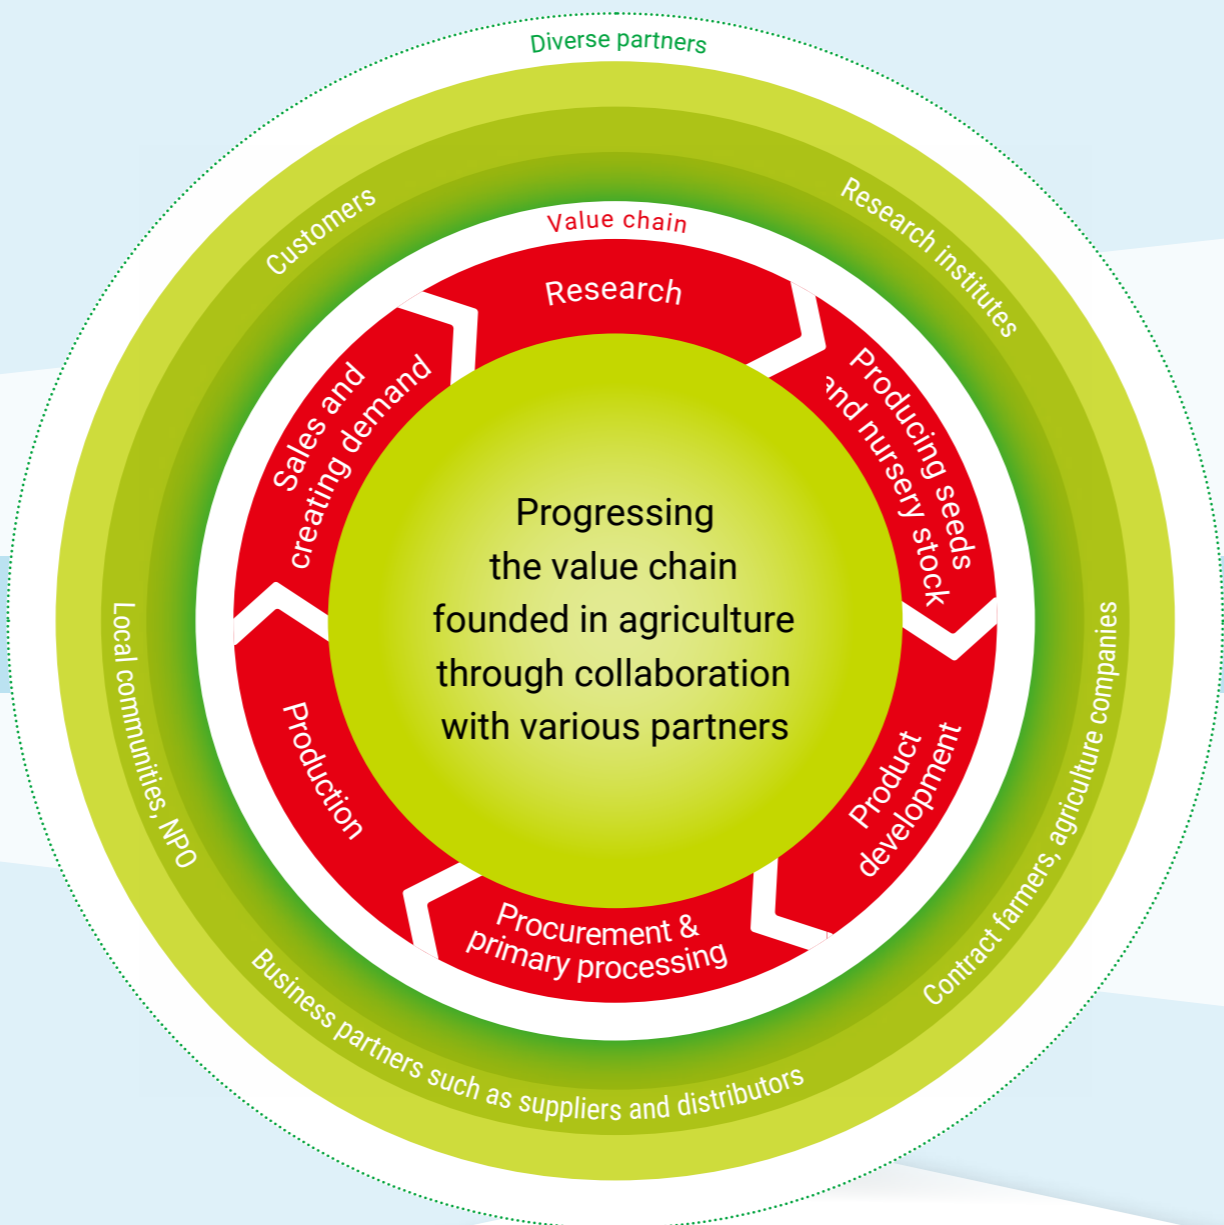 Diverse partners
Customers
Research institutes
Contract farmers, agriculture companies
Business partners such as suppliers and distributors
Local communities, NPO
Value chain
Research
Producing seeds
and nursery stock
Product
development
Procurement &
primary processing
Production
Sales and
creating demand
Progressing
the value chain
founded in agriculture
through collaboration
with various partners